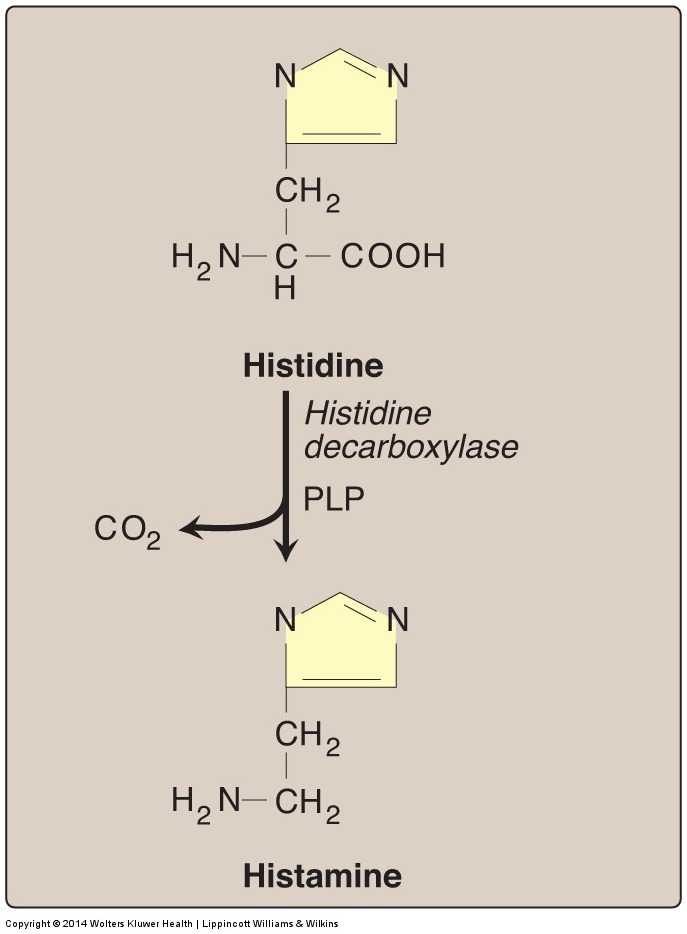 N N
CH2
H2N—C—COOH
H
Histidine
Histidine
decarboxylase
PLP
CO2
N N
CH2
H2N—CH2
Histamine
Copyright © 2014 Wolters Kluwer Health | Lippincott Williams & Wilkins